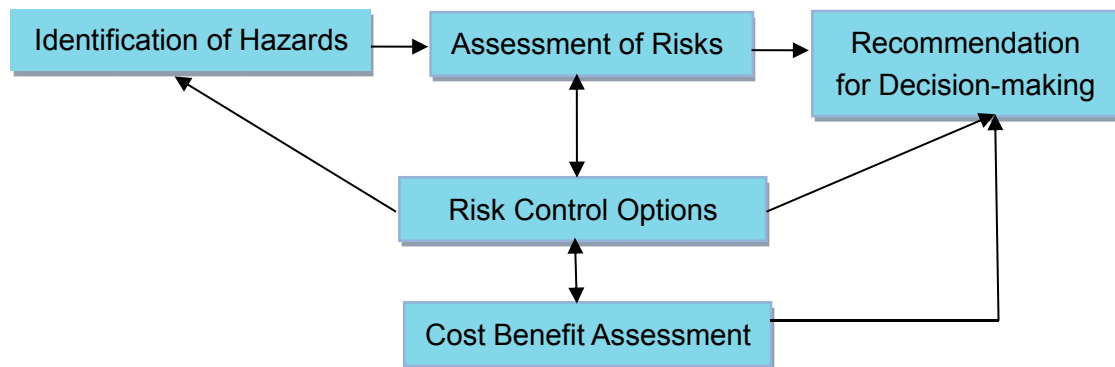 Identification of Hazards
Assessment of Risks
Recommendation
for Decision-making
Risk Control Options
Cost Benefit Assessment